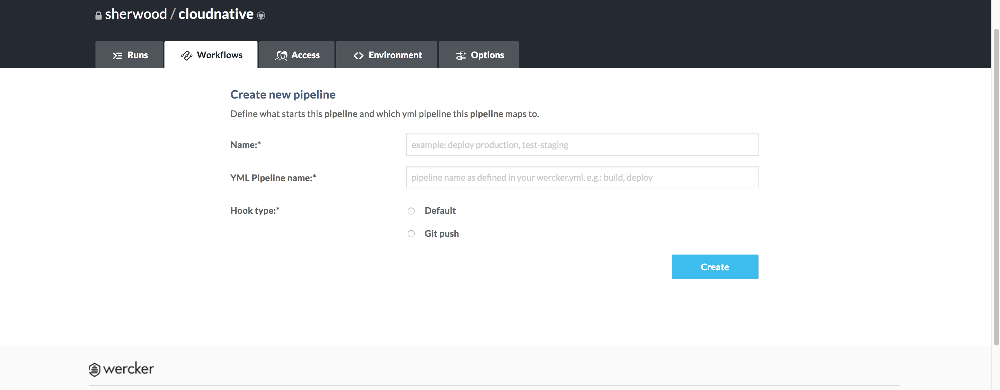 sherwood / cloudnative
Runs
Workflows
Access
Environment
Options
Create new pipeline
Define what starts this pipeline and which yml pipeline this pipeline maps to.
Name:*
example: deploy production, test-staging
YML Pipeline name:*
pipeline name as defined in your wercker.yml, e.g.: build, deploy
Hook type:*
Default
Git push
Create
wercker